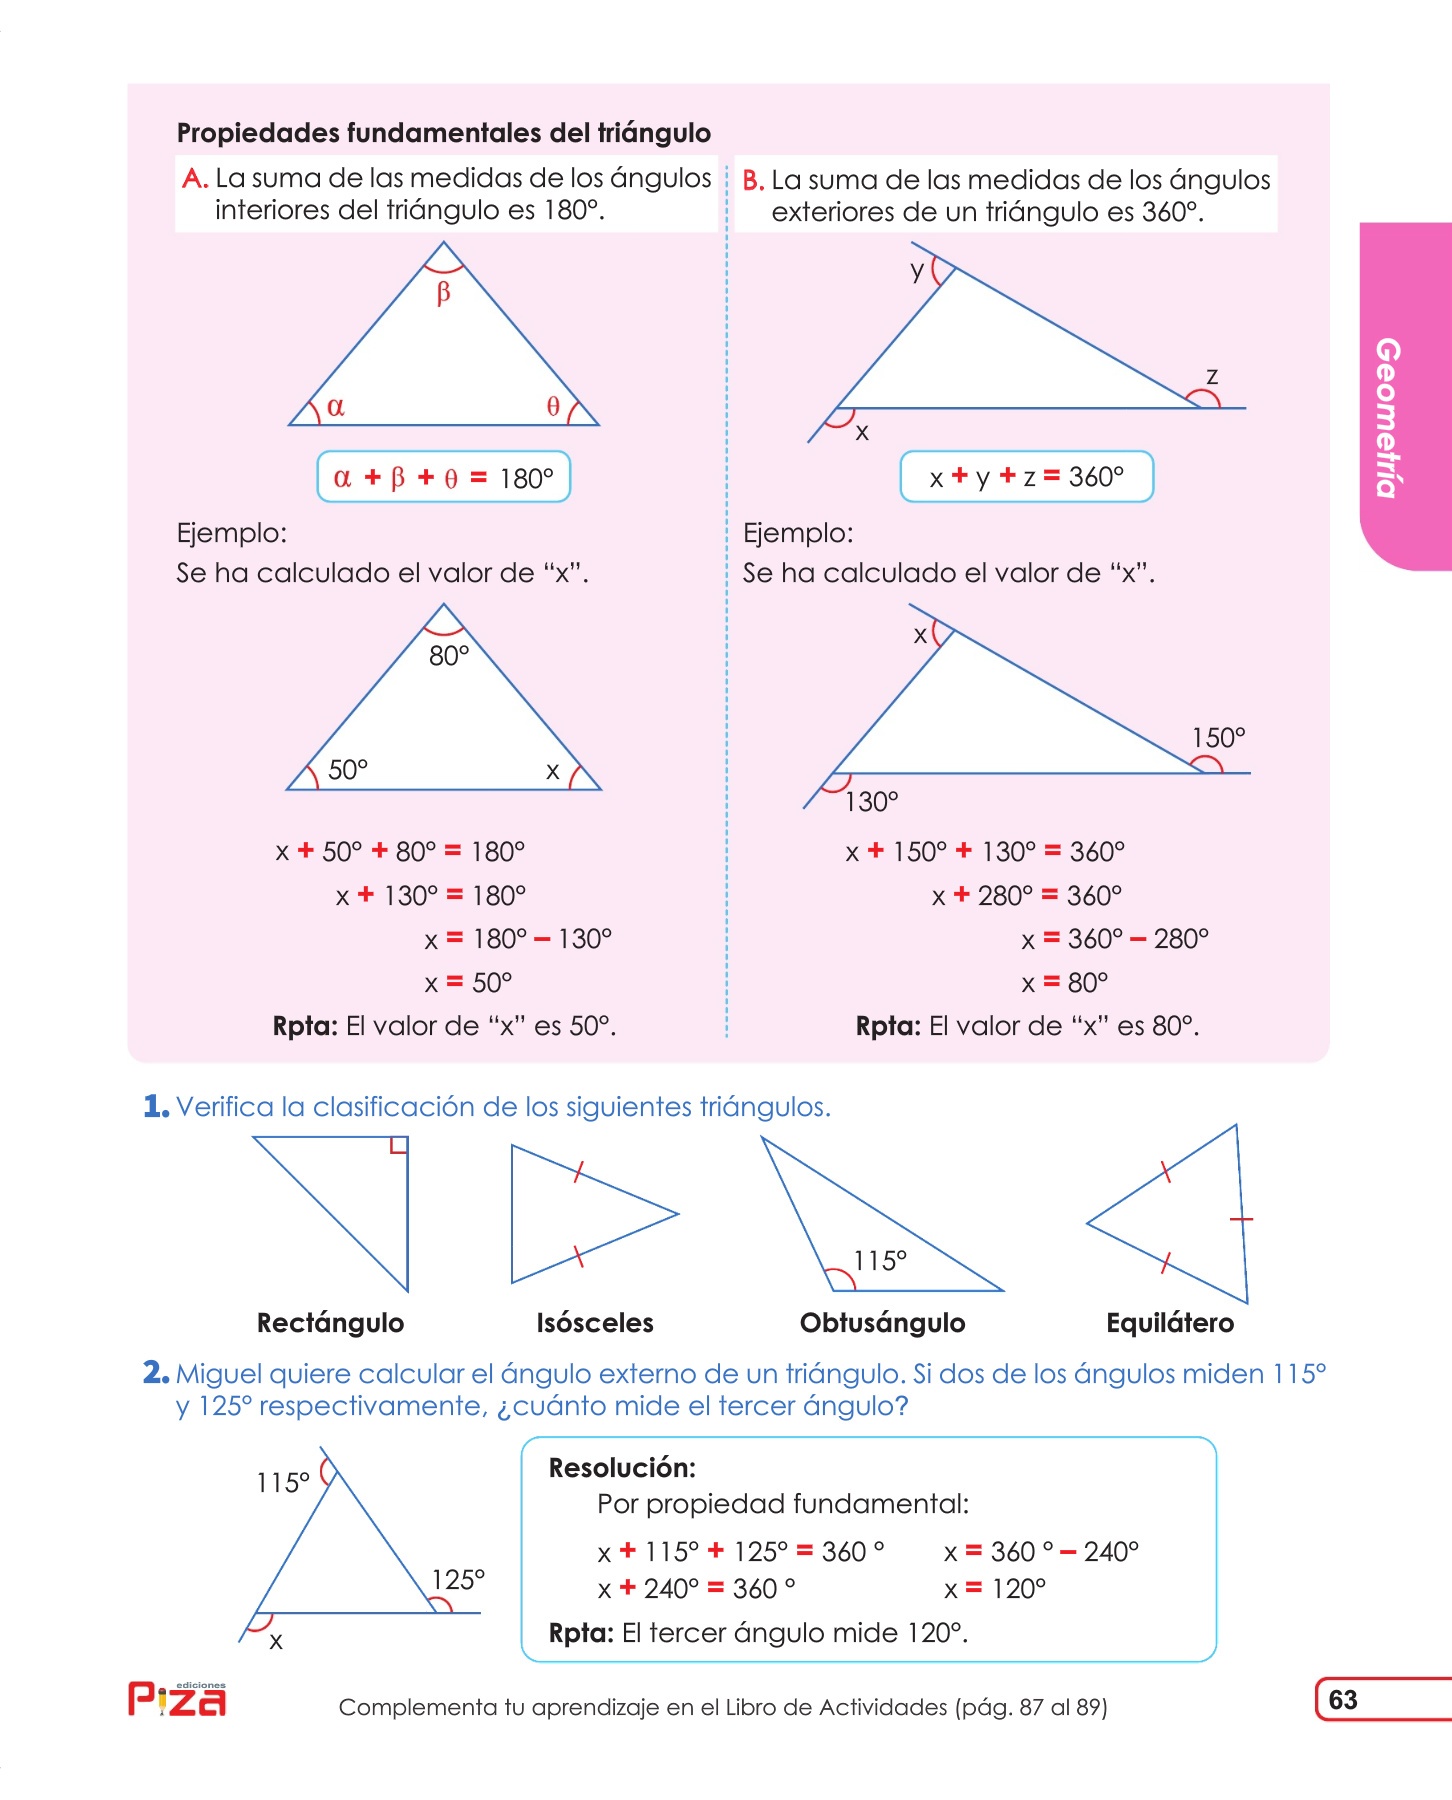 Propiedades fundamentales del triángulo
A. La suma de las medidas de los ángulos
interiores del triángulo es 180°.
β
α
θ
α + β + θ = 180°
Ejemplo:
Se ha calculado el valor de “x”.
80°
50°
x
x + 50° + 80° = 180°
x + 130° = 180°
x = 180° – 130°
x = 50°
Rpta: El valor de “x” es 50°.
B. La suma de las medidas de los ángulos
exteriores de un triángulo es 360°.
y
z
x
x + y + z = 360°
Ejemplo:
Se ha calculado el valor de “x”.
x
150°
130°
x + 150° + 130° = 360°
x + 280° = 360°
x = 360° – 280°
x = 80°
Rpta: El valor de “x” es 80°.
Geometría
1. Verifica la clasificación de los siguientes triángulos.
115°
Rectángulo
Isósceles
Obtusángulo
Equilátero
2. Miguel quiere calcular el ángulo externo de un triángulo. Si dos de los ángulos miden 115°
y 125° respectivamente, ¿cuánto mide el tercer ángulo?
115°
125°
x
Resolución:
Por propiedad fundamental:
x + 115° + 125° = 360 °
x + 240° = 360 °
x = 360 ° – 240°
x = 120°
Rpta: El tercer ángulo mide 120°.
ediciones
Piza
Complementa tu aprendizaje en el Libro de Actividades (pág. 87 al 89)
63